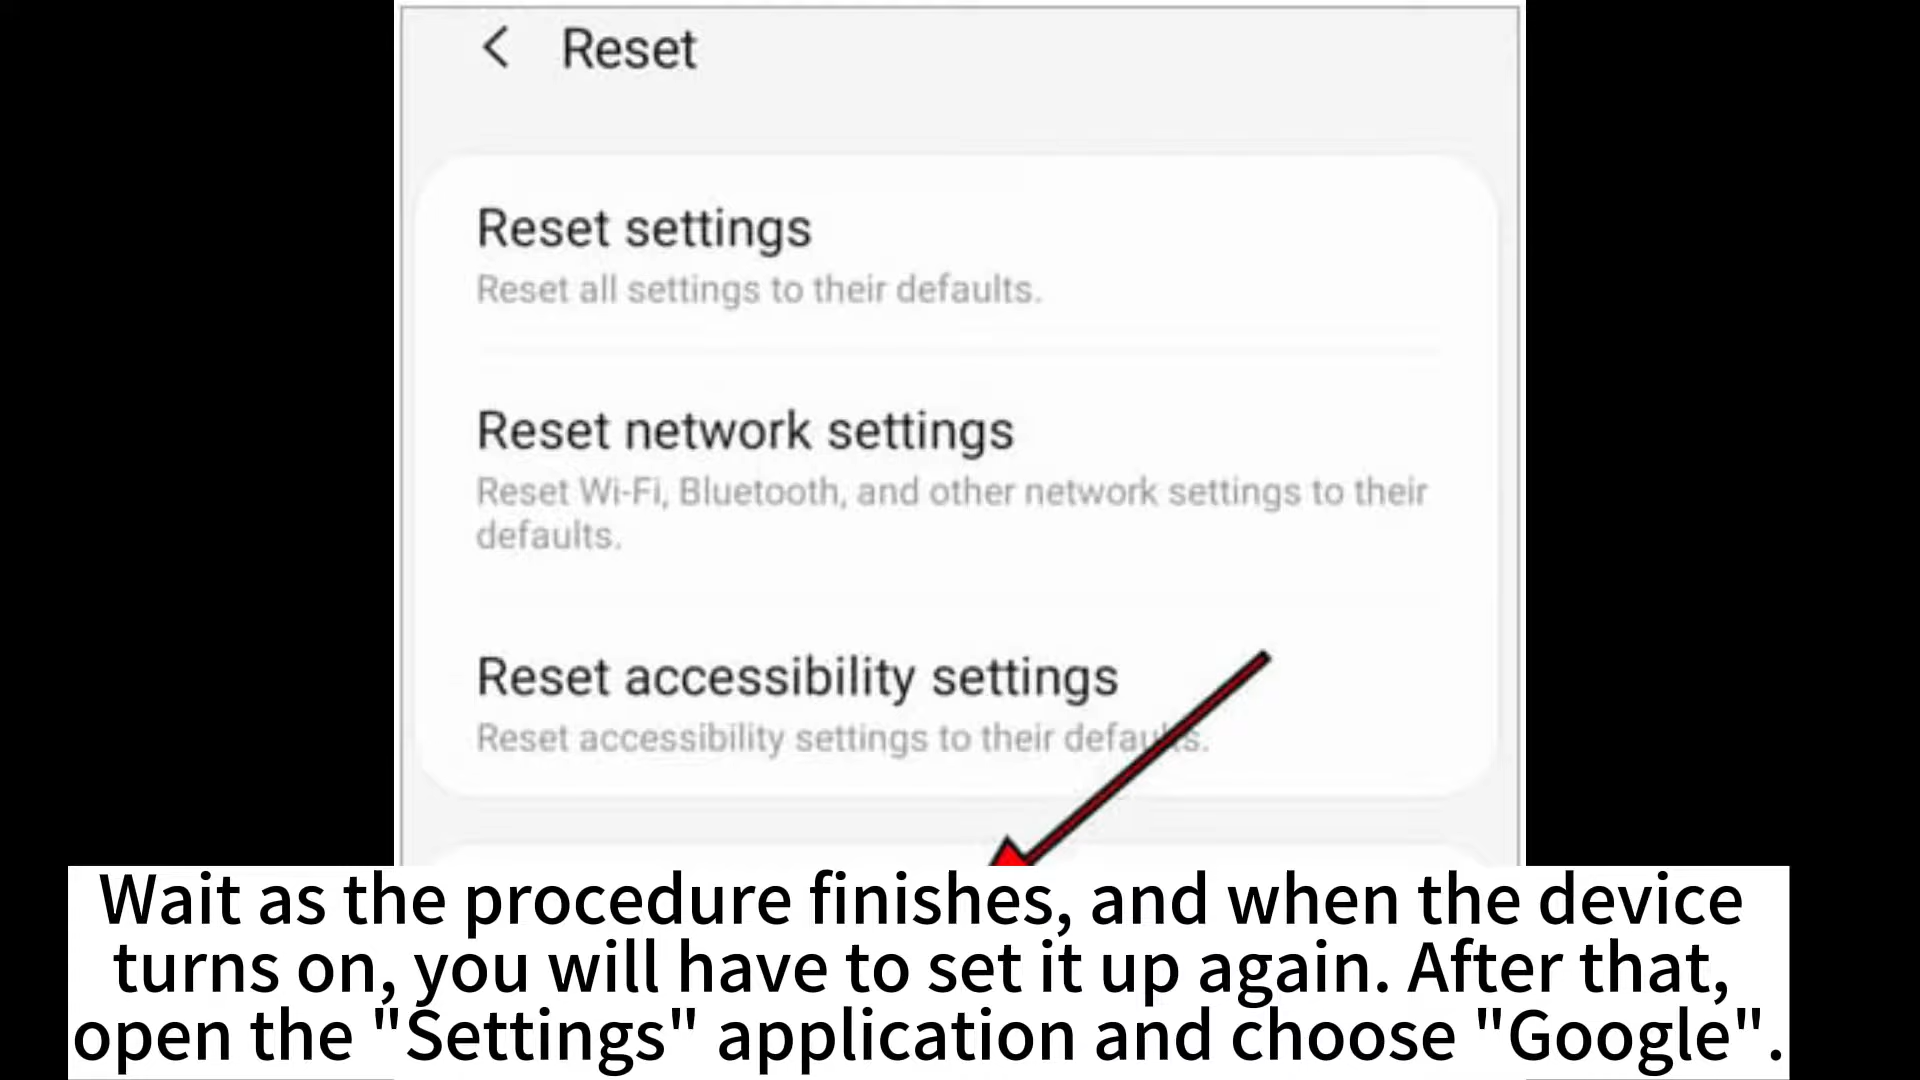 Reset
Reset settings
Reset all settings to their defaults.
Reset network settings
Reset Wi-Fi, Bluetooth, and other network settings to their
defaults.
Reset accessibility settings
Reset accessibility settings to their defaults.
Wait as the procedure finishes, and when the device
turns on, you will have to set it up again. After that,
open the "Settings" application and choose "Google".